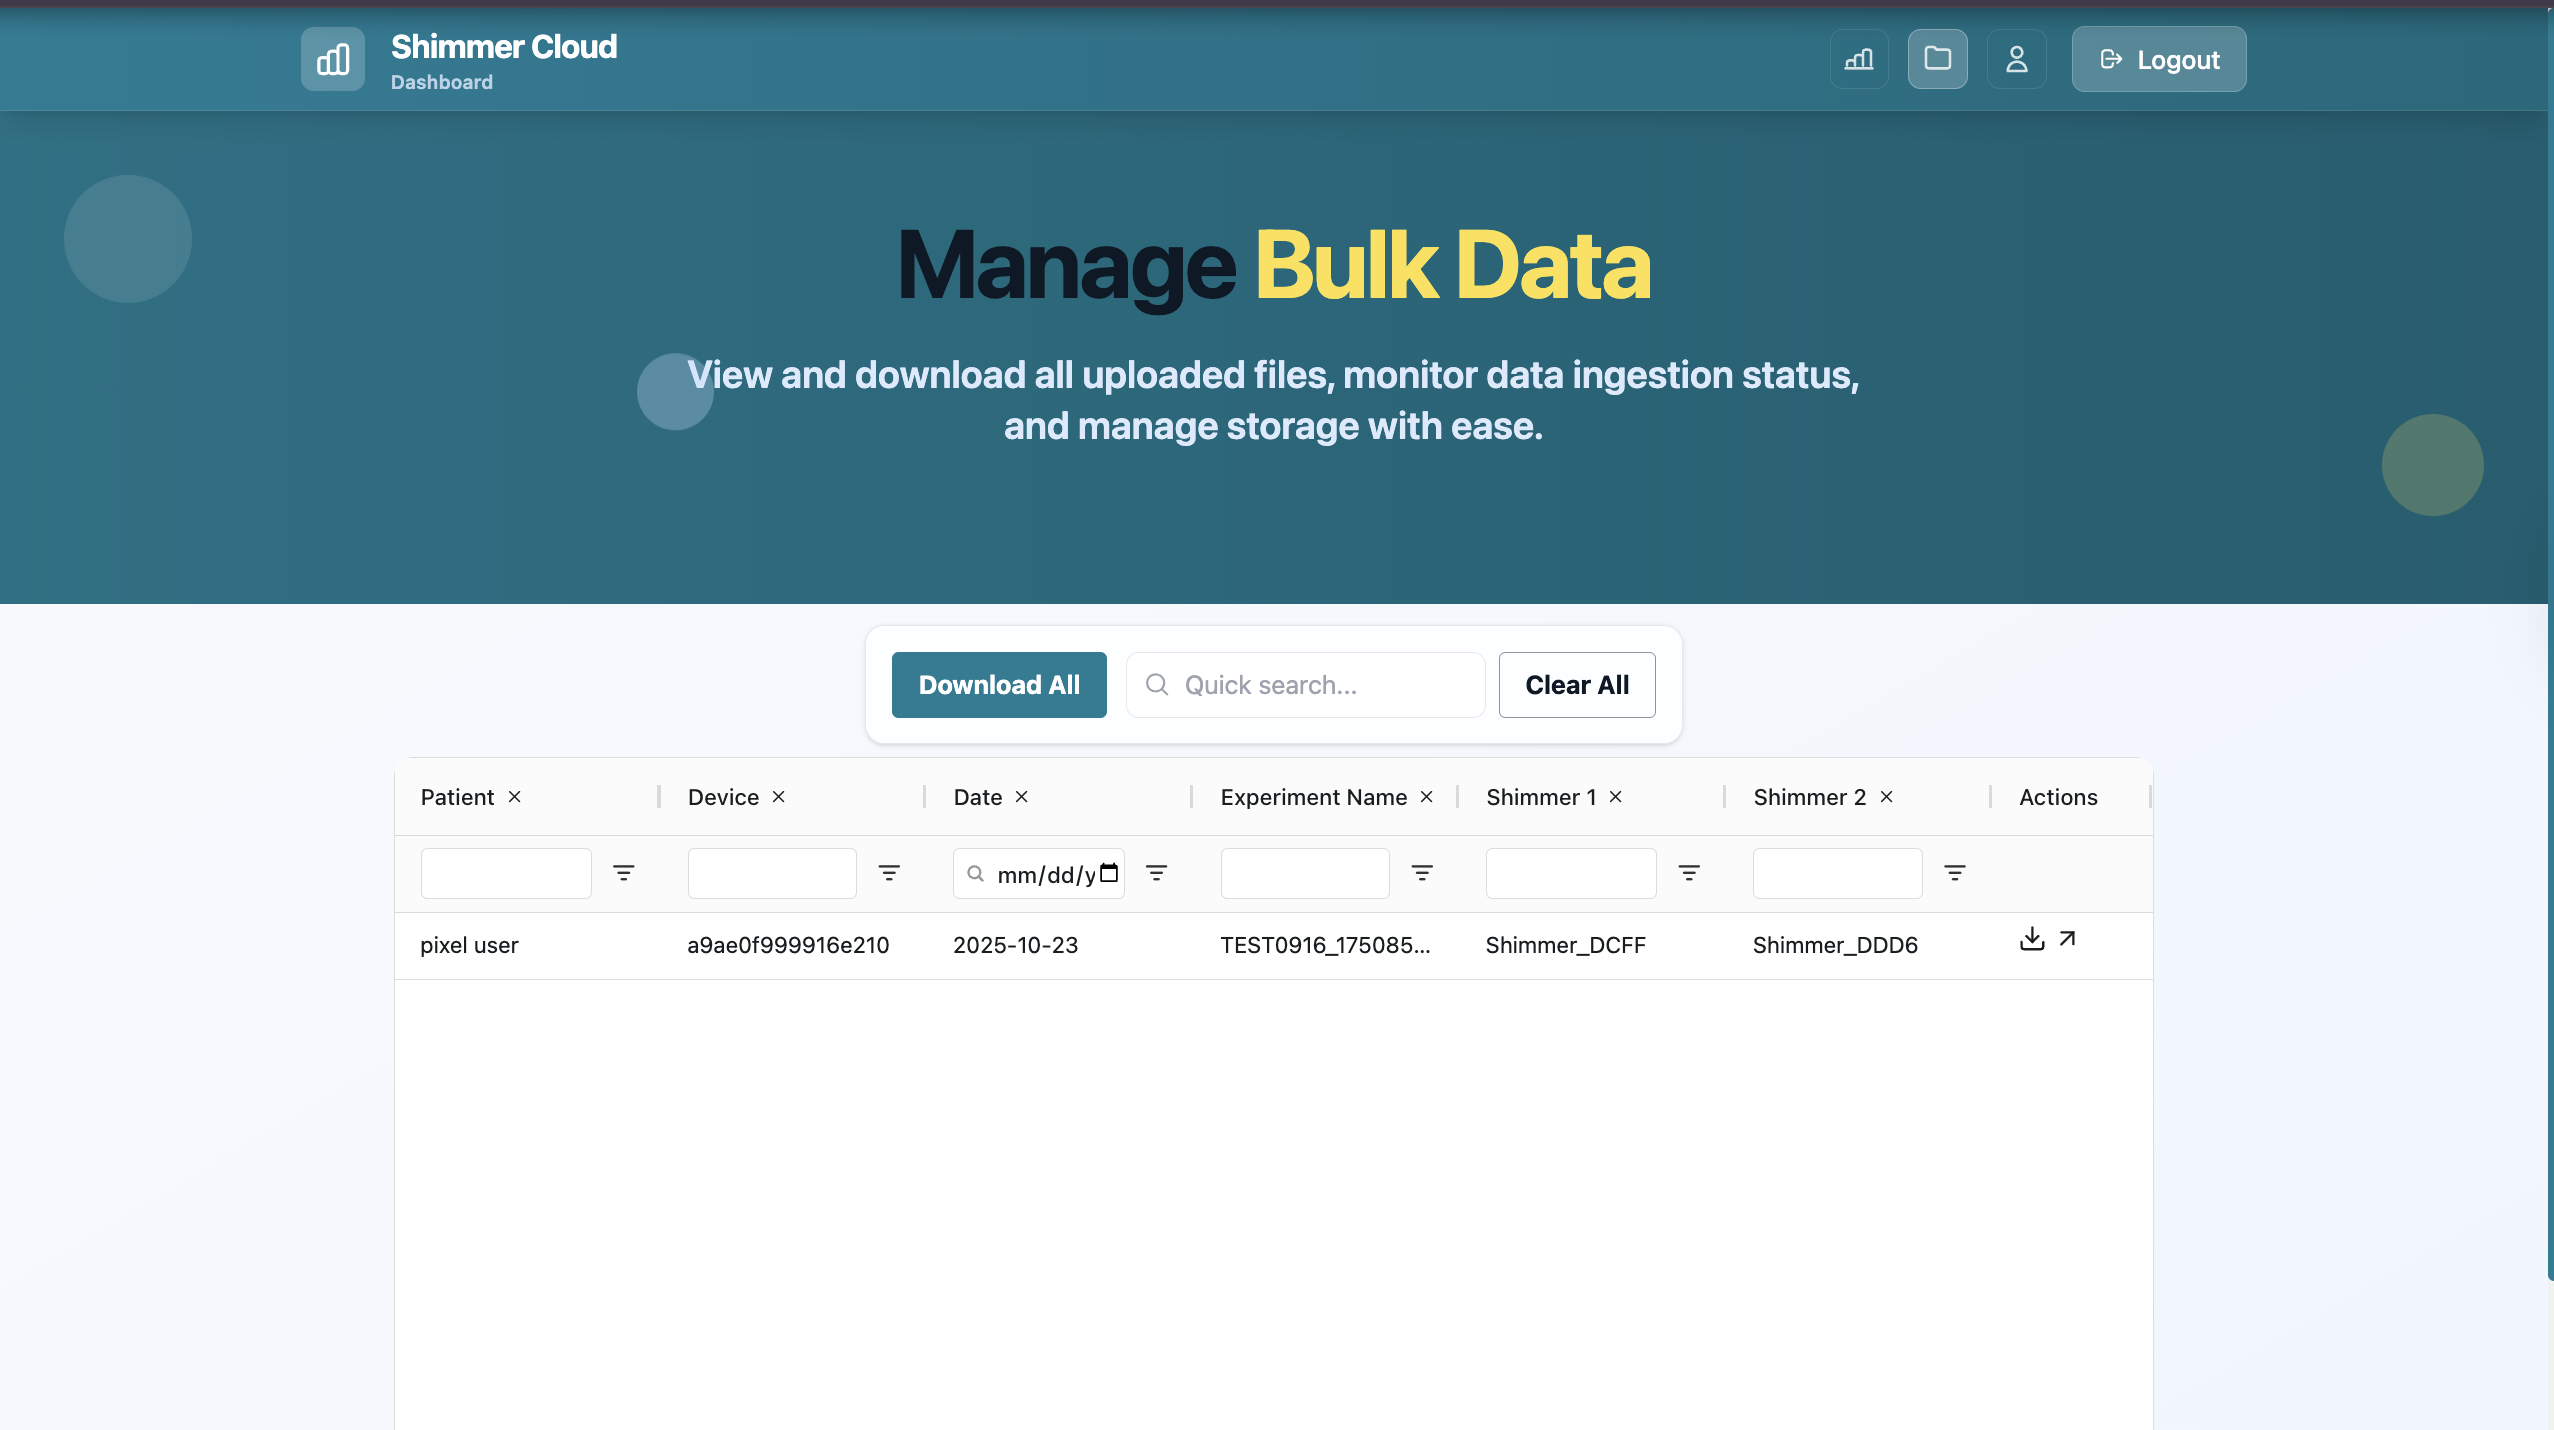 Shimmer Cloud
Dashboard
Logout
Manage Bulk Data
View and download all uploaded files, monitor data ingestion status,
and manage storage with ease.
Download All
Quick search...
Clear All
Patient × Device × Date × Experiment Name × Shimmer 1 × Shimmer 2 × Actions
mm/dd/y
pixel user a9ae0f999916e210 2025-10-23 TEST0916_175085... Shimmer_DCFF Shimmer_DDD6